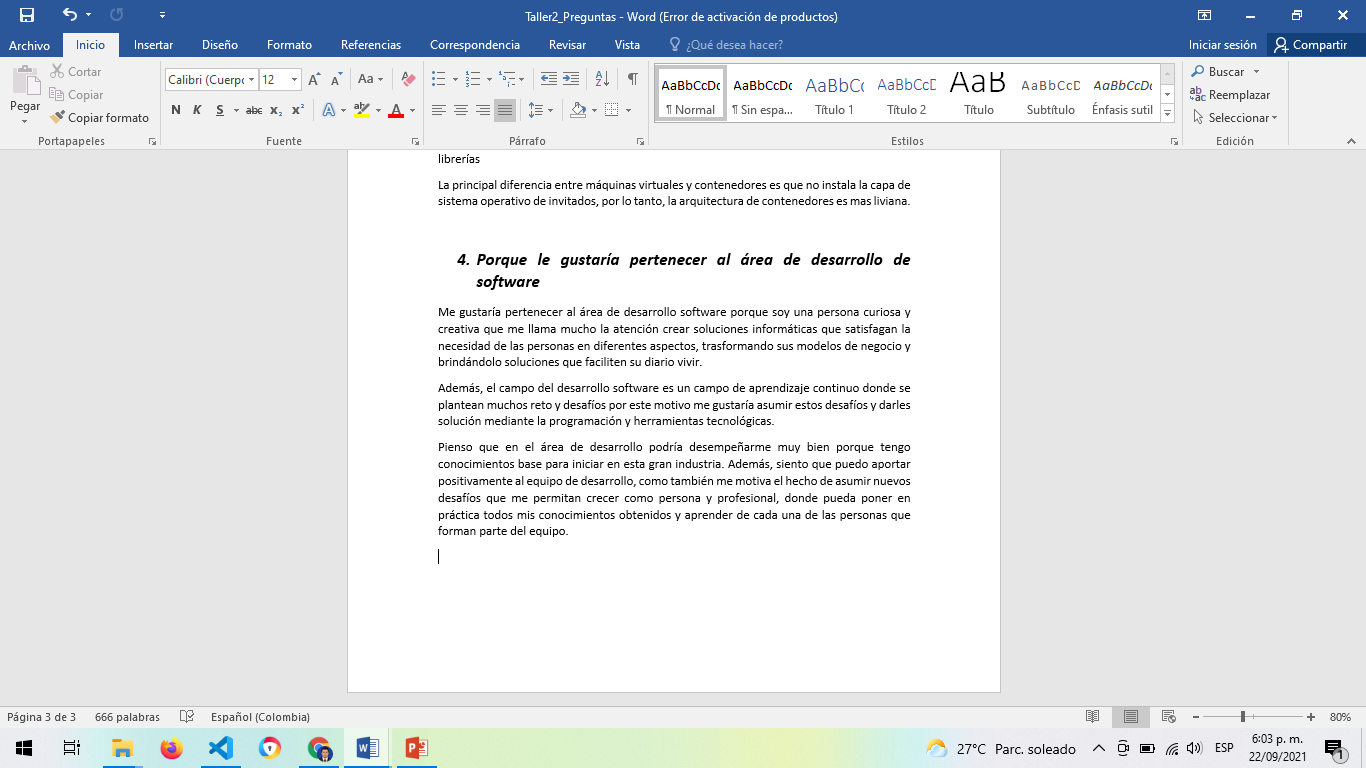 Taller2_Preguntas - Word (Error de activación de productos)
Archivo Inicio Insertar Diseño Formato Referencias Correspondencia Revisar Vista ¿Qué desea hacer? Iniciar sesión Compartir
Pegar
Cortar
Copiar
Copiar formato
Portapapeles
Calibri (Cuerpo 12 A A Aa
N K S abc x₂ x² A ab A
Fuente
Párrafo
AaBbCcDc AaBbCcDc AaBbCc AaBbCcD AaB AaBbCcD AaBbCcDc
¶ Normal ¶ Sin espa... Título 1 Título 2 Título Subtítulo Énfasis sutil
Estilos
Buscar
Reemplazar
Seleccionar
Edición
librerías
La principal diferencia entre máquinas virtuales y contenedores es que no instala la capa de
sistema operativo de invitados, por lo tanto, la arquitectura de contenedores es mas liviana.
4. Porque le gustaría pertenecer al área de desarrollo de
software
Me gustaría pertenecer al área de desarrollo software porque soy una persona curiosa y
creativa que me llama mucho la atención crear soluciones informáticas que satisfagan la
necesidad de las personas en diferentes aspectos, trasformando sus modelos de negocio y
brindándolo soluciones que faciliten su diario vivir.
Además, el campo del desarrollo software es un campo de aprendizaje continuo donde se
plantean muchos reto y desafíos por este motivo me gustaría asumir estos desafíos y darles
solución mediante la programación y herramientas tecnológicas.
Pienso que en el área de desarrollo podría desempeñarme muy bien porque tengo
conocimientos base para iniciar en esta gran industria. Además, siento que puedo aportar
positivamente al equipo de desarrollo, como también me motiva el hecho de asumir nuevos
desafíos que me permitan crecer como persona y profesional, donde pueda poner en
práctica todos mis conocimientos obtenidos y aprender de cada una de las personas que
forman parte del equipo.
Página 3 de 3 666 palabras Español (Colombia) 80%
27°C Parc. soleado ESP 6:03 p. m.
22/09/2021 1